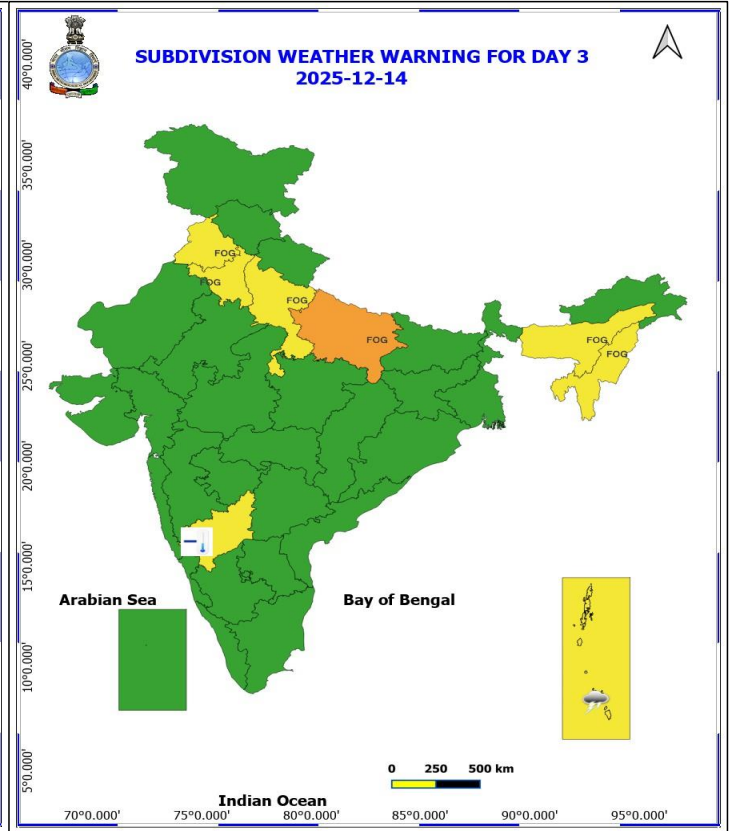 SUBDIVISION WEATHER WARNING FOR DAY 3
2025-12-14
40°0.000'
35°0.000'
30°0.000'
25°0.000'
20°0.000'
15°0.000'
10°0.000'
5°0.000'
FOG
FOG
FOG
FOG
FOG
FOG
Arabian Sea
Bay of Bengal
0 250 500 km
Indian Ocean
70°0.000' 75°0.000' 80°0.000' 85°0.000' 90°0.000' 95°0.000'